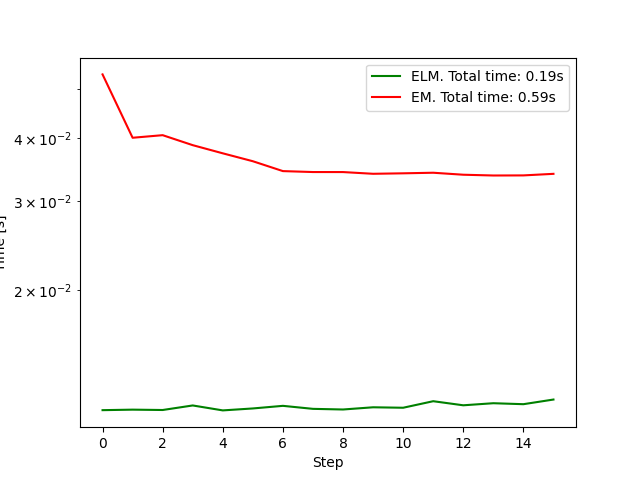 ELM. Total time: 0.19s
EM. Total time: 0.59s
4 × 10⁻²
3 × 10⁻²
2 × 10⁻²
Time [s]
0 2 4 6 8 10 12 14
Step